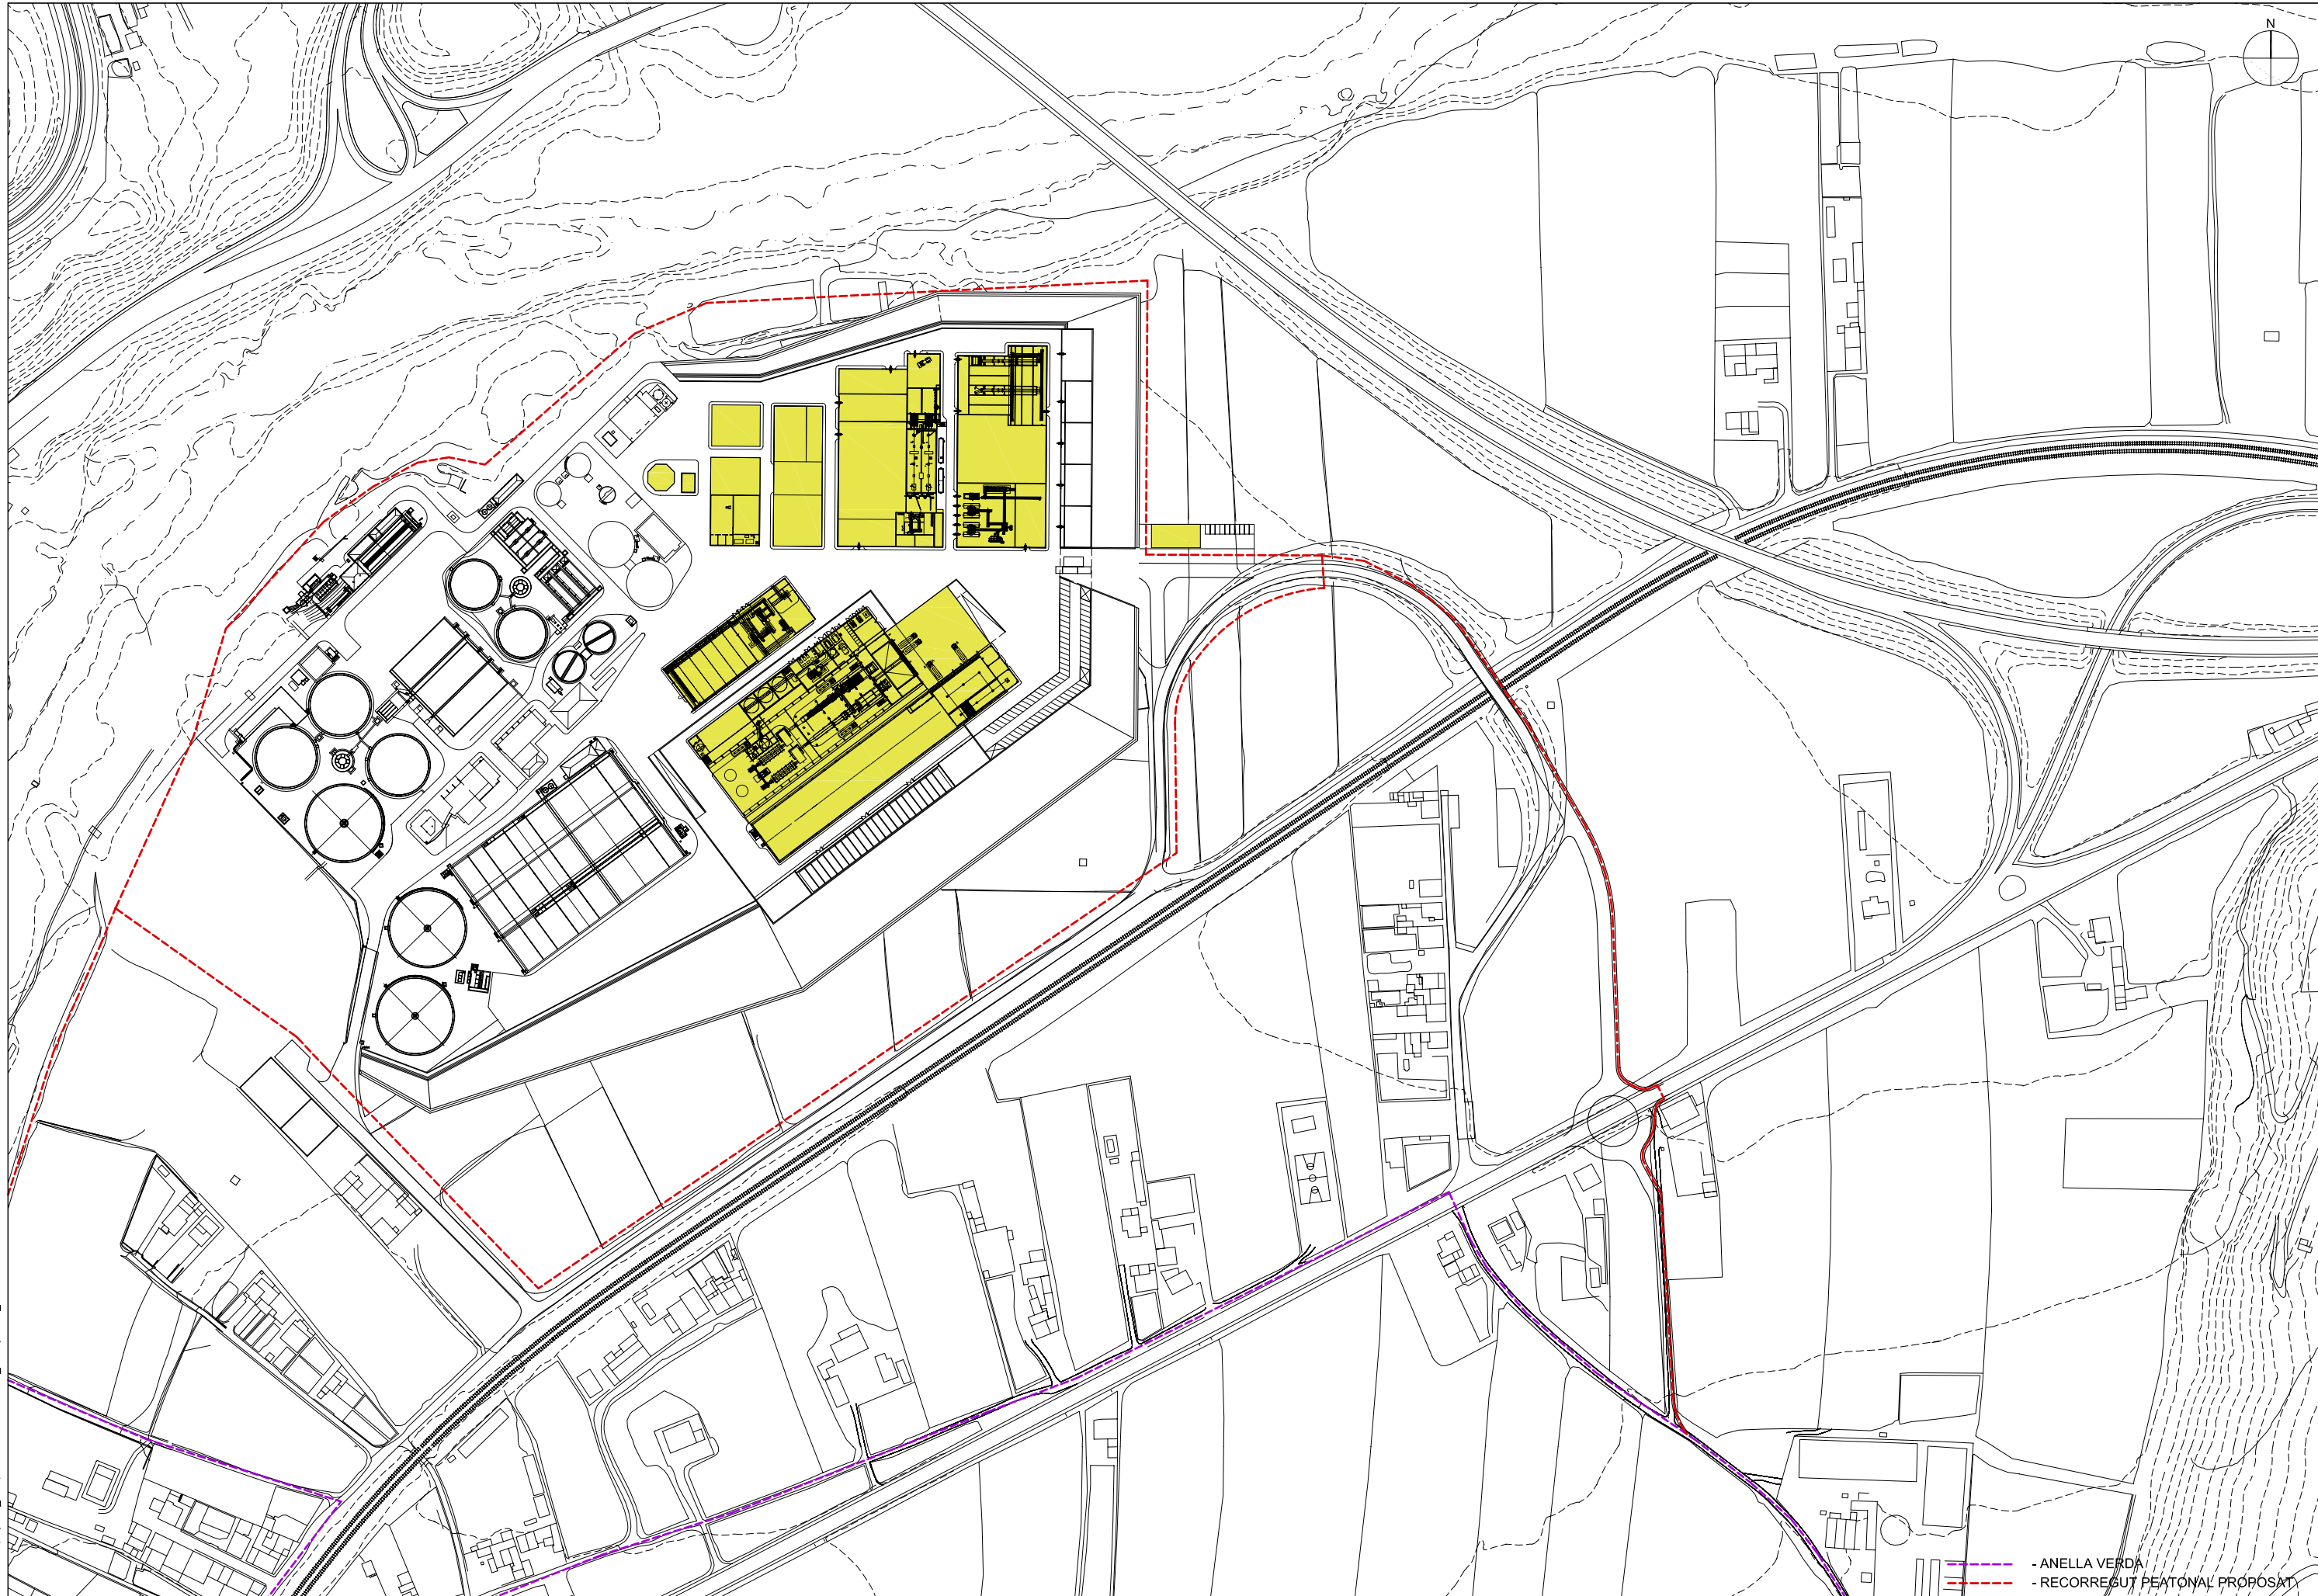 N
- ANELLA VERDA
- RECORREGUT PEATONAL PROPOSAT